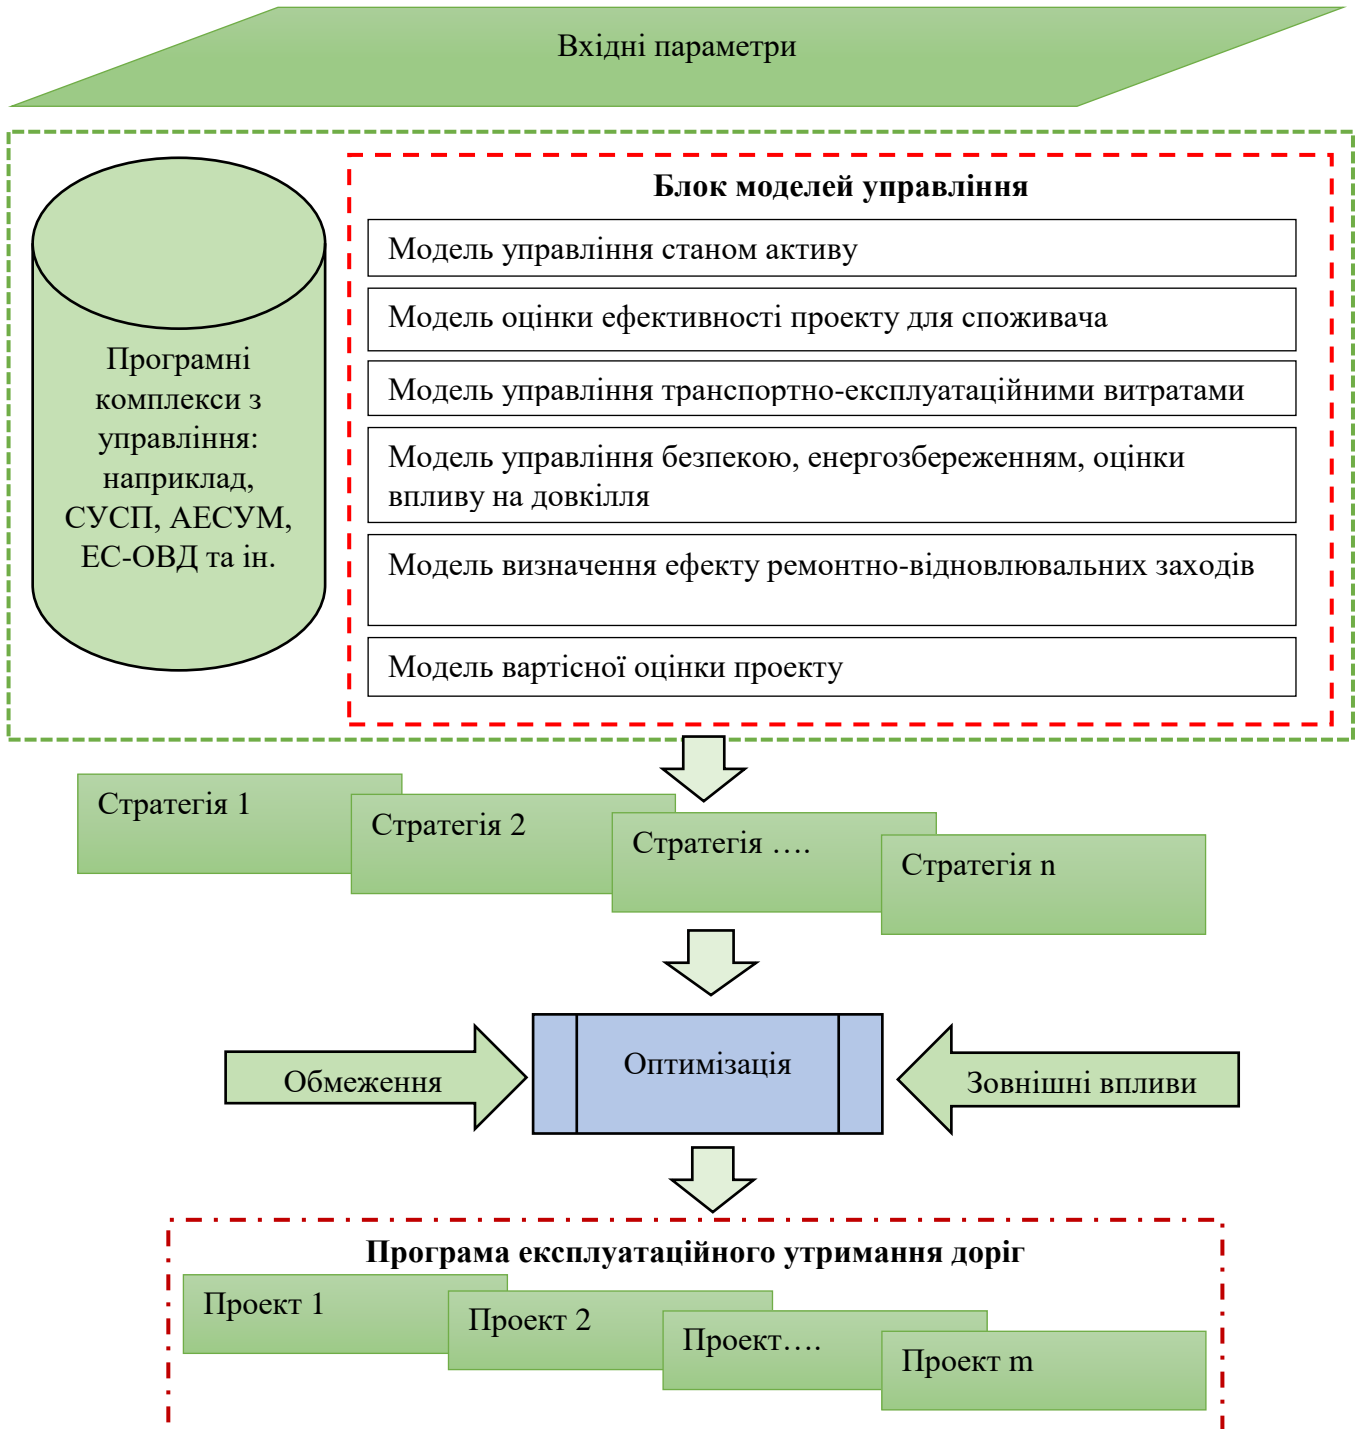 Вхідні параметри
Блок моделей управління
Програмні
комплекси з
управління:
наприклад,
СУСП, АЕСУМ,
ЕС-ОВД та ін.
Модель управління станом активу
Модель оцінки ефективності проекту для споживача
Модель управління транспортно-експлуатаційними витратами
Модель управління безпекою, енергозбереженням, оцінки
впливу на довкілля
Модель визначення ефекту ремонтно-відновлювальних заходів
Модель вартісної оцінки проекту
Стратегія 1
Стратегія 2
Стратегія ….
Стратегія n
Обмеження
Оптимізація
Зовнішні впливи
Програма експлуатаційного утримання доріг
Проект 1
Проект 2
Проект….
Проект m